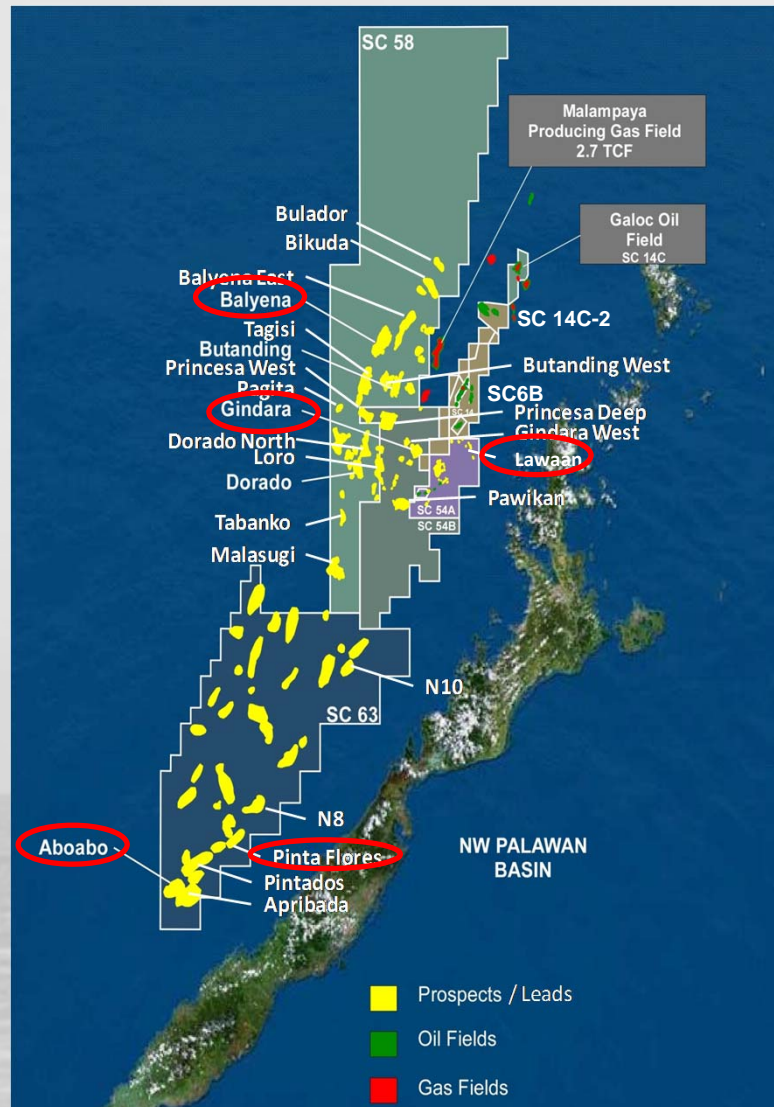 SC 58
Malampaya
Producing Gas Field
2.7 TCF
Bulador
Galoc Oil
Field
SC 14C
Bikuda
Balyena East
Balyena
SC 14C-2
Tagisi
Butanding
Butanding West
Princesa West
SC6B
Pagita
SC 14
Gindara
Princesa Deep
Gindara West
Dorado North
Lawaan
Loro
Dorado
Pawikan
SC 54A
SC 54B
Tabanko
Malasugi
N10
SC 63
N8
Aboabo
Pinta Flores
NW PALAWAN
BASIN
Pintados
Apribada
Prospects / Leads
Oil Fields
Gas Fields